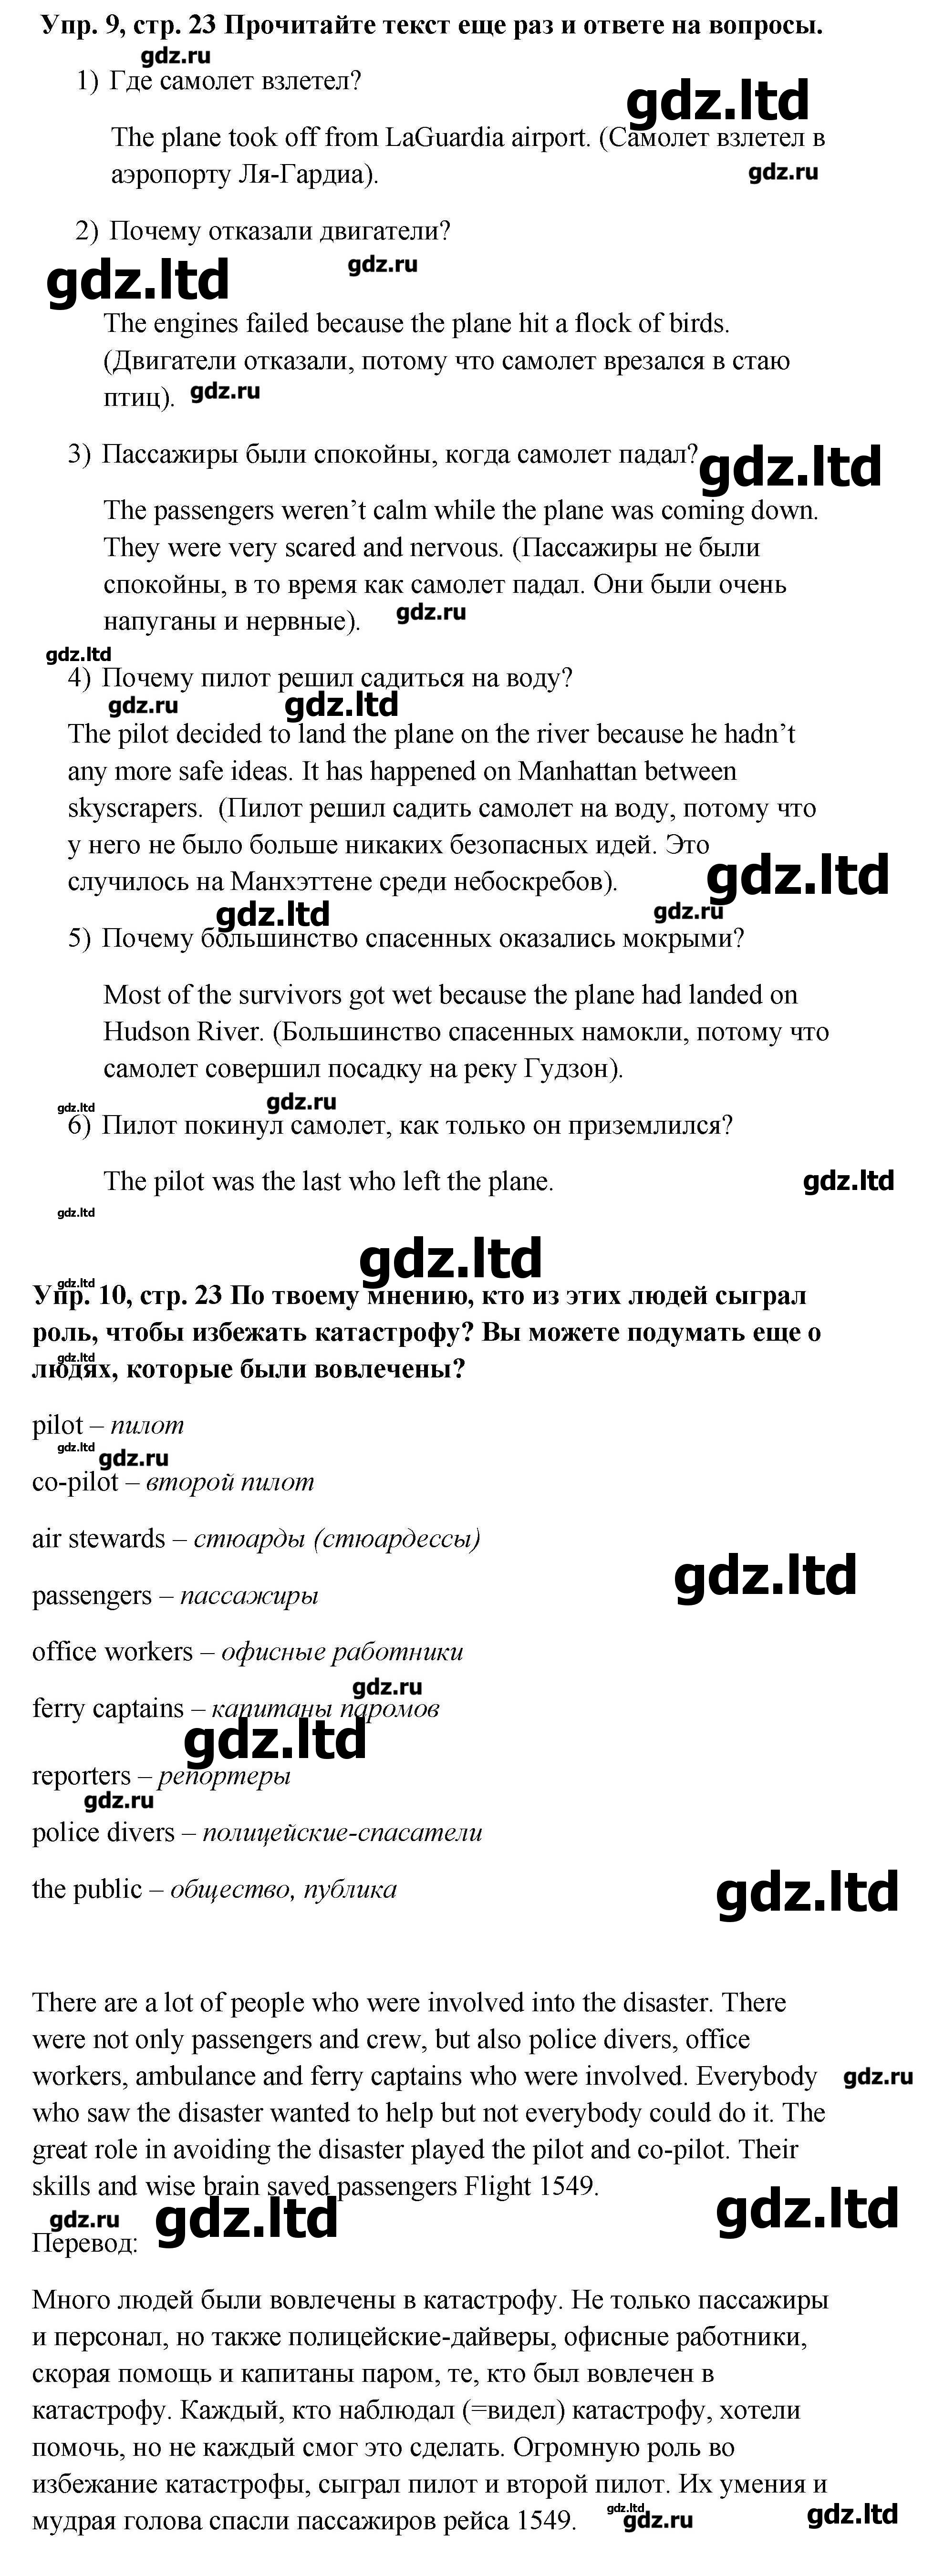 Упр. 9, стр. 23 Прочитайте текст еще раз и ответе на вопросы.
gdz.ru
1) Где самолет взлетел?
gdz.ltd
The plane took off from LaGuardia airport. (Самолет взлетел в
аэропорту Ля-Гардиа).
gdz.ru
2) Почему отказали двигатели?
gdz.ltd
gdz.ru
The engines failed because the plane hit a flock of birds.
(Двигатели отказали, потому что самолет врезался в стаю
птиц).
gdz.ru
3) Пассажиры были спокойны, когда самолет падал?
gdz.ltd
The passengers weren’t calm while the plane was coming down.
They were very scared and nervous. (Пассажиры не были
спокойны, в то время как самолет падал. Они были очень
напуганы и нервные).
gdz.ru
gdz.ltd
4) Почему пилот решил садиться на воду?
gdz.ru
gdz.ltd
The pilot decided to land the plane on the river because he hadn’t
any more safe ideas. It has happened on Manhattan between
skyscrapers. (Пилот решил садить самолет на воду, потому что
у него не было больше никаких безопасных идей. Это
случилось на Манхэттене среди небоскребов).
gdz.ltd
gdz.ltd
gdz.ru
5) Почему большинство спасенных оказались мокрыми?
Most of the survivors got wet because the plane had landed on
Hudson River. (Большинство спасенных намокли, потому что
самолет совершил посадку на реку Гудзон).
gdz.ltd
gdz.ru
6) Пилот покинул самолет, как только он приземлился?
The pilot was the last who left the plane.
gdz.ltd
gdz.ltd
gdz.ltd
gdz.ltd
Упр. 10, стр. 23 По твоему мнению, кто из этих людей сыграл
роль, чтобы избежать катастрофу? Вы можете подумать еще о
gdz.ltd
людях, которые были вовлечены?
pilot – пилот
gdz.ltd
gdz.ru
co-pilot – второй пилот
air stewards – стюарды (стюардессы)
gdz.ltd
passengers – пассажиры
office workers – офисные работники
gdz.ru
ferry captains – капитаны паромов
gdz.ltd
reporters – репортеры
gdz.ru
police divers – полицейские-спасатели
the public – общество, публика
gdz.ltd
There are a lot of people who were involved into the disaster. There
were not only passengers and crew, but also police divers, office
workers, ambulance and ferry captains who were involved. Everybody
gdz.ru
who saw the disaster wanted to help but not everybody could do it. The
great role in avoiding the disaster played the pilot and co-pilot. Their
skills and wise brain saved passengers Flight 1549.
gdz.ru
gdz.ltd
gdz.ltd
Перевод:
Много людей были вовлечены в катастрофу. Не только пассажиры
и персонал, но также полицейские-дайверы, офисные работники,
скорая помощь и капитаны паром, те, кто был вовлечен в
катастрофу. Каждый, кто наблюдал (=видел) катастрофу, хотели
помочь, но не каждый смог это сделать. Огромную роль во
избежание катастрофы, сыграл пилот и второй пилот. Их умения и
мудрая голова спасли пассажиров рейса 1549.
gdz.ltd
gdz.ru
gdz.ltd